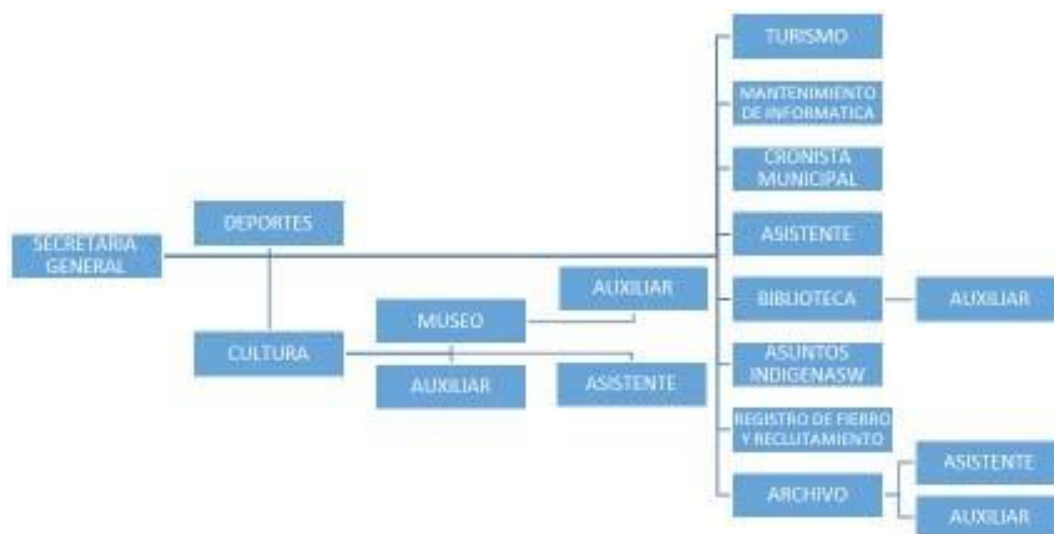 TURISMO
MANTENIMIENTO
DE INFORMATICA
CRONISTA
MUNICIPAL
DEPORTES
ASISTENTE
SECRETARIA
GENERAL
AUXILIAR
BIBLIOTECA
AUXILIAR
MUSEO
CULTURA
ASUNTOS
INDIGENASW
AUXILIAR
ASISTENTE
REGISTRO DE FIERRO
Y RECLUTAMIENTO
ASISTENTE
ARCHIVO
AUXILIAR